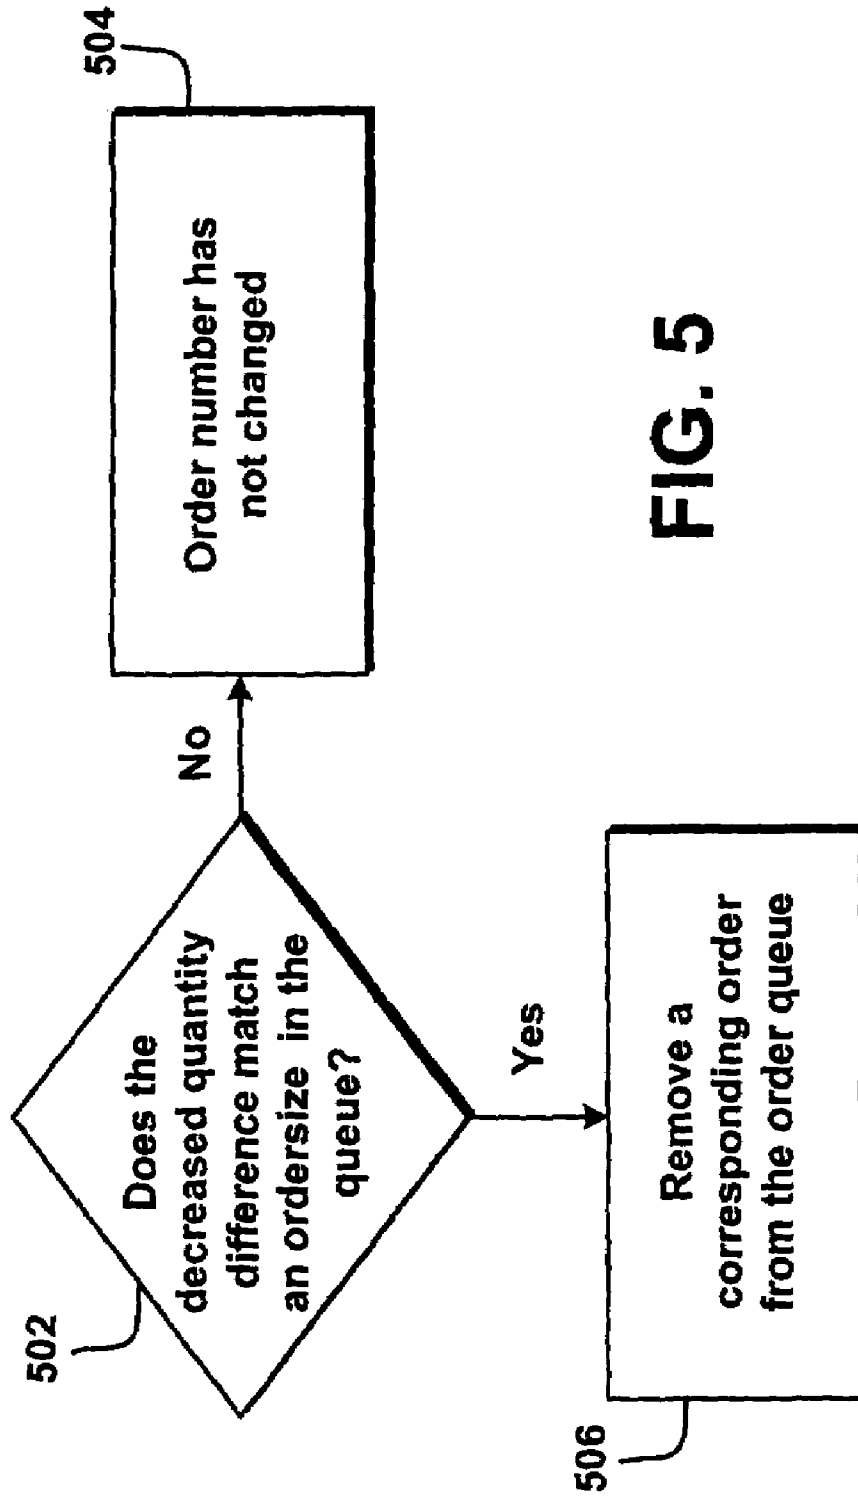 502
Does the
decreased quantity
difference match
an ordersize in the
queue?
No
504
Order number has
not changed
Yes
506
Remove a
corresponding order
from the order queue
FIG. 5